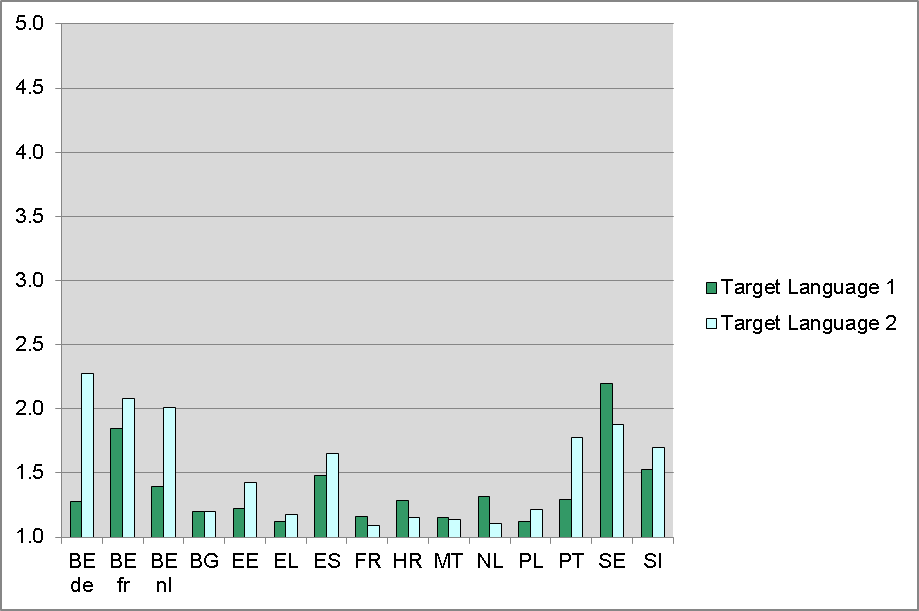 5.0
4.5
4.0
3.5
3.0
2.5
2.0
1.5
1.0
BE BE BE BG EE EL ES FR HR MT NL PL PT SE SI
de fr nl
Target Language 1
Target Language 2